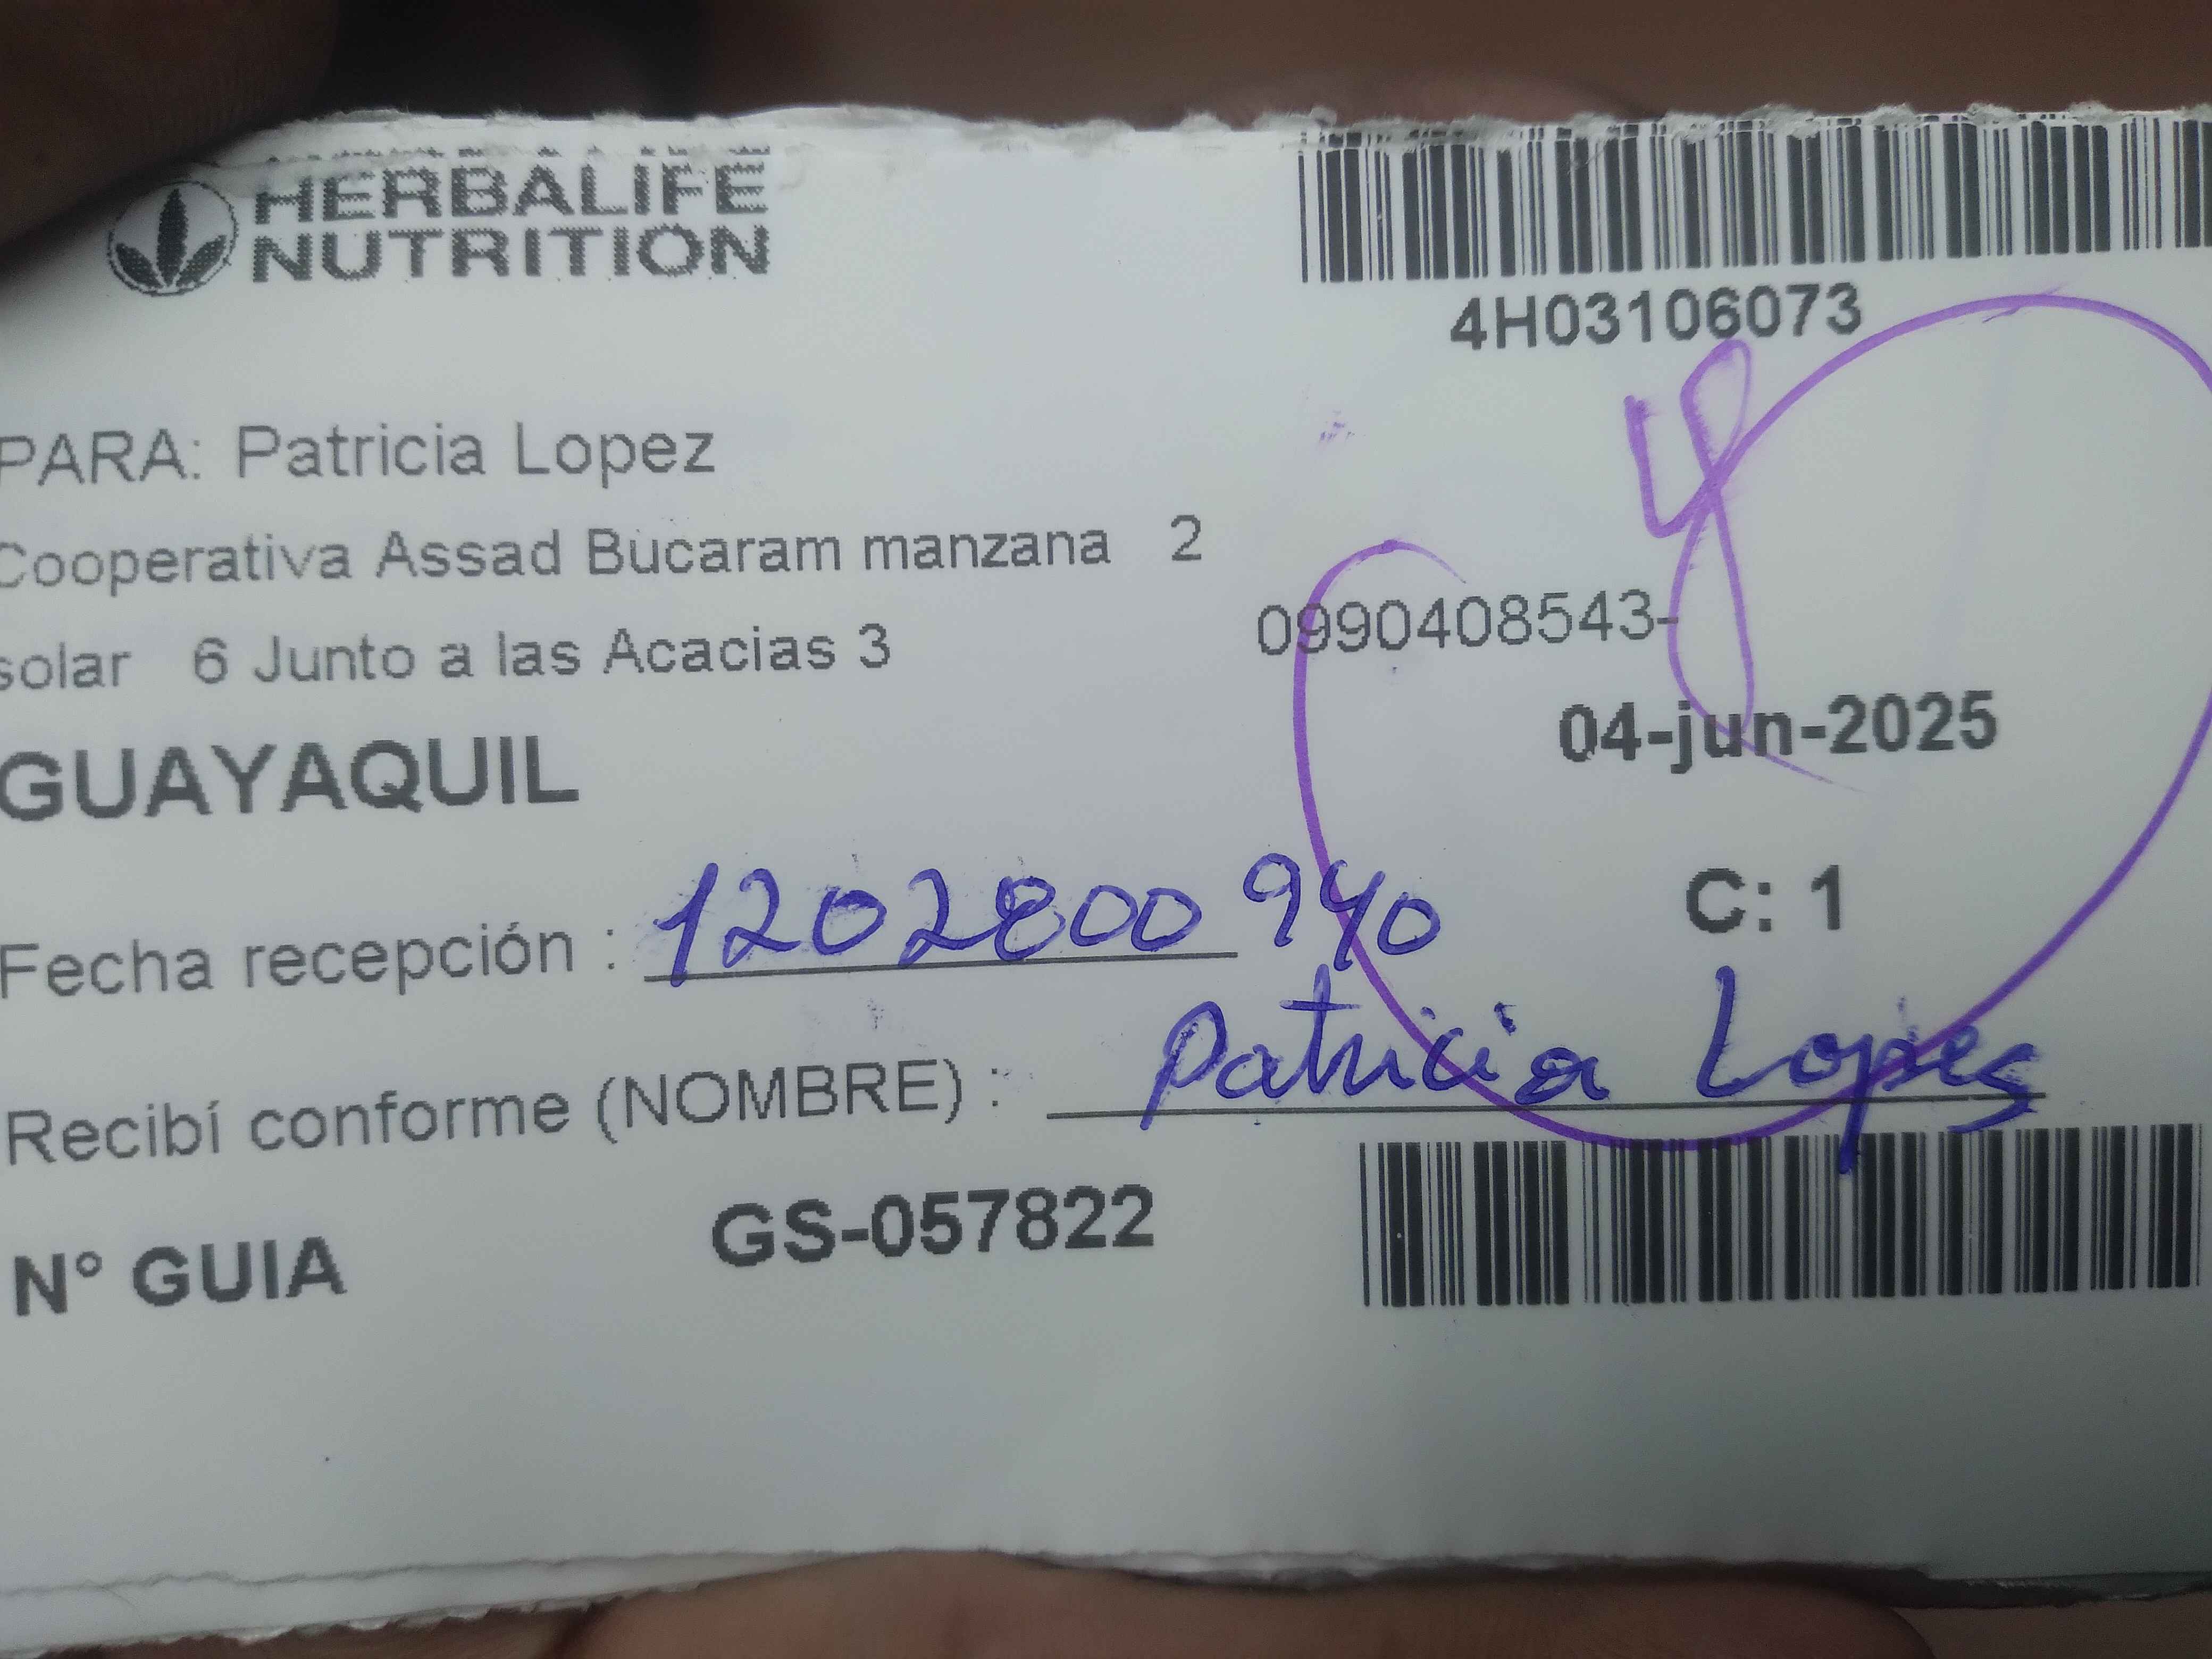 HERBALIFE
NUTRITION
4H03106073
PARA: Patricia Lopez
Cooperativa Assad Bucaram manzana 2
solar 6 Junto a las Acacias 3
0990408543-
GUAYAQUIL
04-jun-2025
C: 1
Fecha recepción : 1202800940
Recibí conforme (NOMBRE) : Patricia Lopez
N° GUIA GS-057822